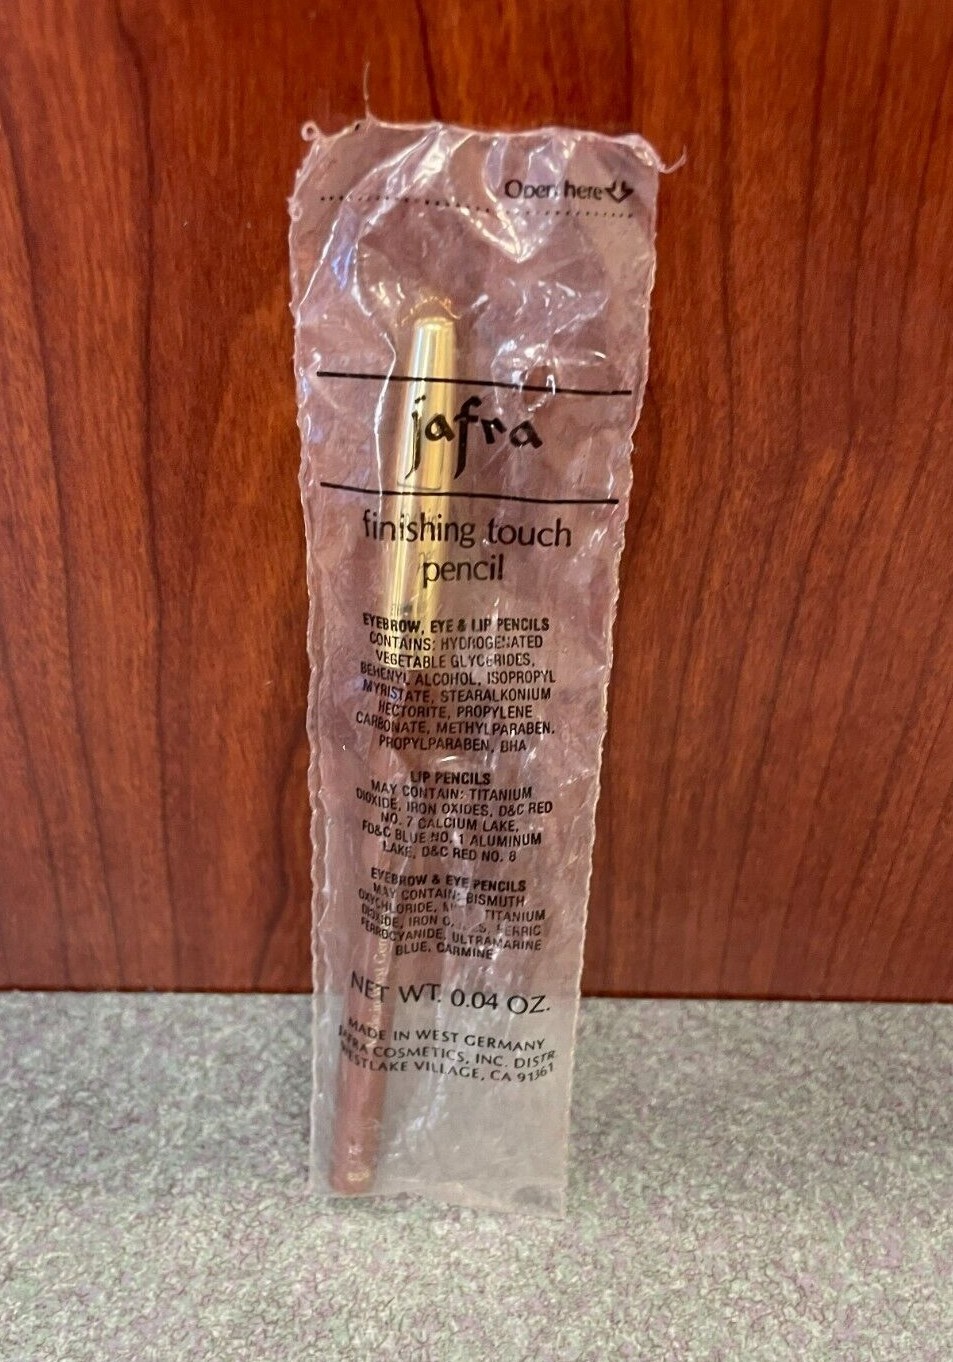 Open here
jafra
finishing touch
pencil
EYEBROW, EYE & LIP PENCILS
CONTAINS: HYDROGENATED
VEGETABLE GLYCERIDES,
BEHENYL ALCOHOL, ISOPROPYL
MYRISTATE, STEARALKONIUM
HECTORITE, PROPYLENE
CARBONATE, METHYLPARABEN,
PROPYLPARABEN, BHA
LIP PENCILS
MAY CONTAIN: TITANIUM
DIOXIDE, IRON OXIDES, D&C RED
NO. 7 CALCIUM LAKE,
FD&C BLUE NO. 1 ALUMINUM
LAKE, D&C RED NO. 8
EYEBROW & EYE PENCILS
MAY CONTAIN: BISMUTH
OXYCHLORIDE, TITANIUM
DIOXIDE, IRON FERRIC
FERROCYANIDE, ULTRAMARINE
BLUE, CARMINE
NET WT. 0.04 OZ.
MADE IN WEST GERMANY
JAFRA COSMETICS, INC. DISTR.
WESTLAKE VILLAGE, CA 91361